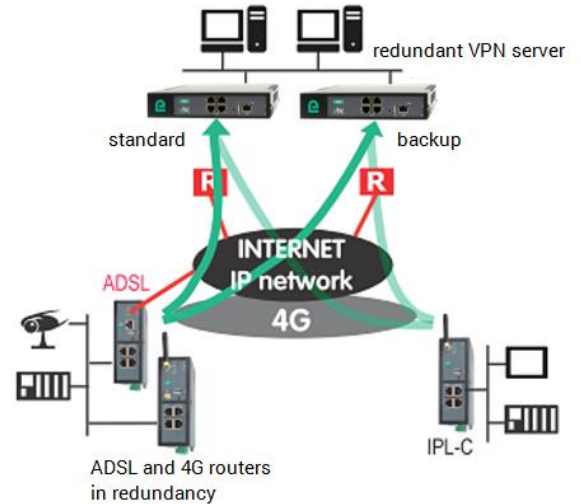 redundant VPN server
standard
backup
R
R
INTERNET
IP network
ADSL
4G
IPL-C
ADSL and 4G routers
in redundancy